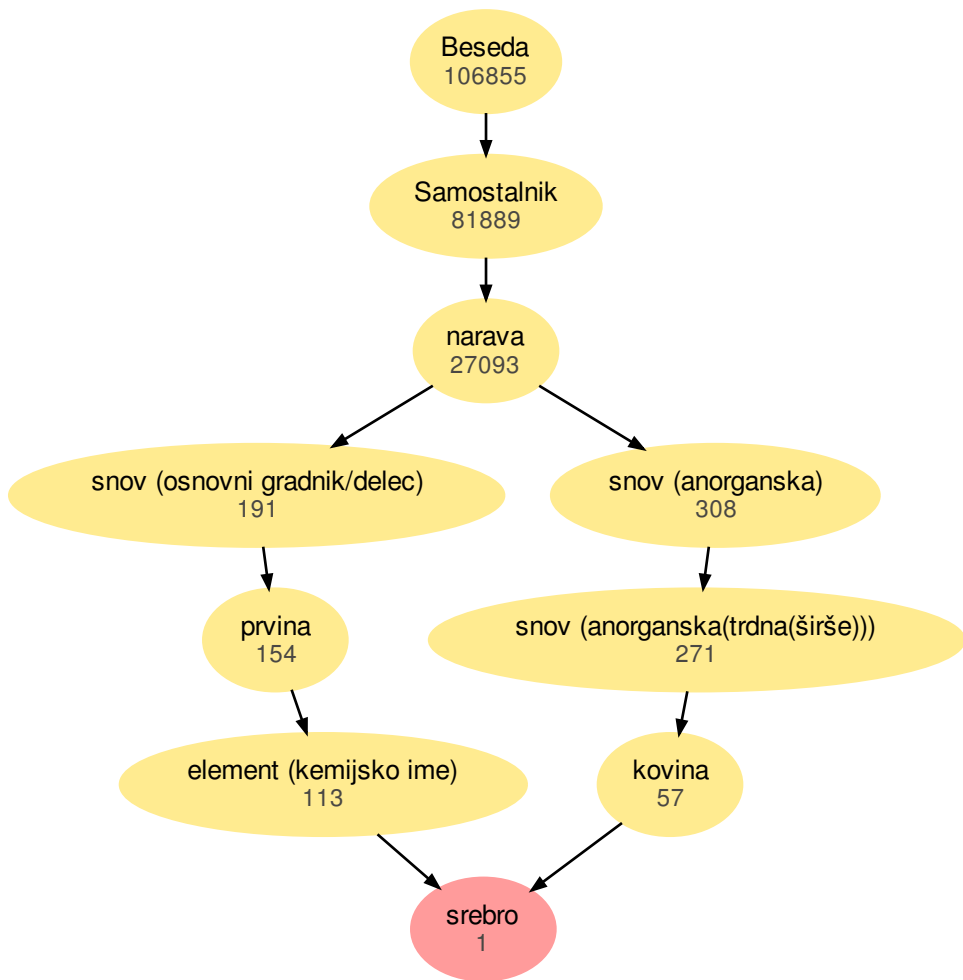 Beseda
106855
Samostalnik
81889
narava
27093
snov (osnovni gradnik/delec)
191
snov (anorganska)
308
prvina
154
snov (anorganska(trdna(širše)))
271
element (kemijsko ime)
113
kovina
57
srebro
1